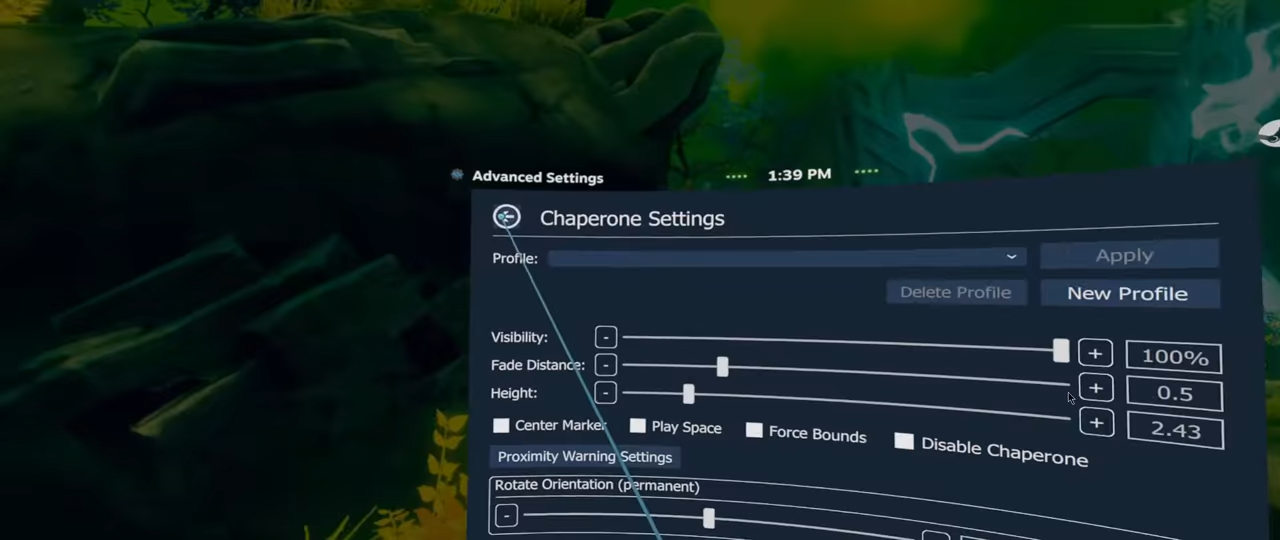 Advanced Settings
1:39 PM
Chaperone Settings
Profile:
Apply
Delete Profile
New Profile
Visibility:
-
+
100%
Fade Distance:
-
+
0.5
Height:
-
+
2.43
Center Marker
Play Space
Force Bounds
Disable Chaperone
Proximity Warning Settings
Rotate Orientation (permanent)
-